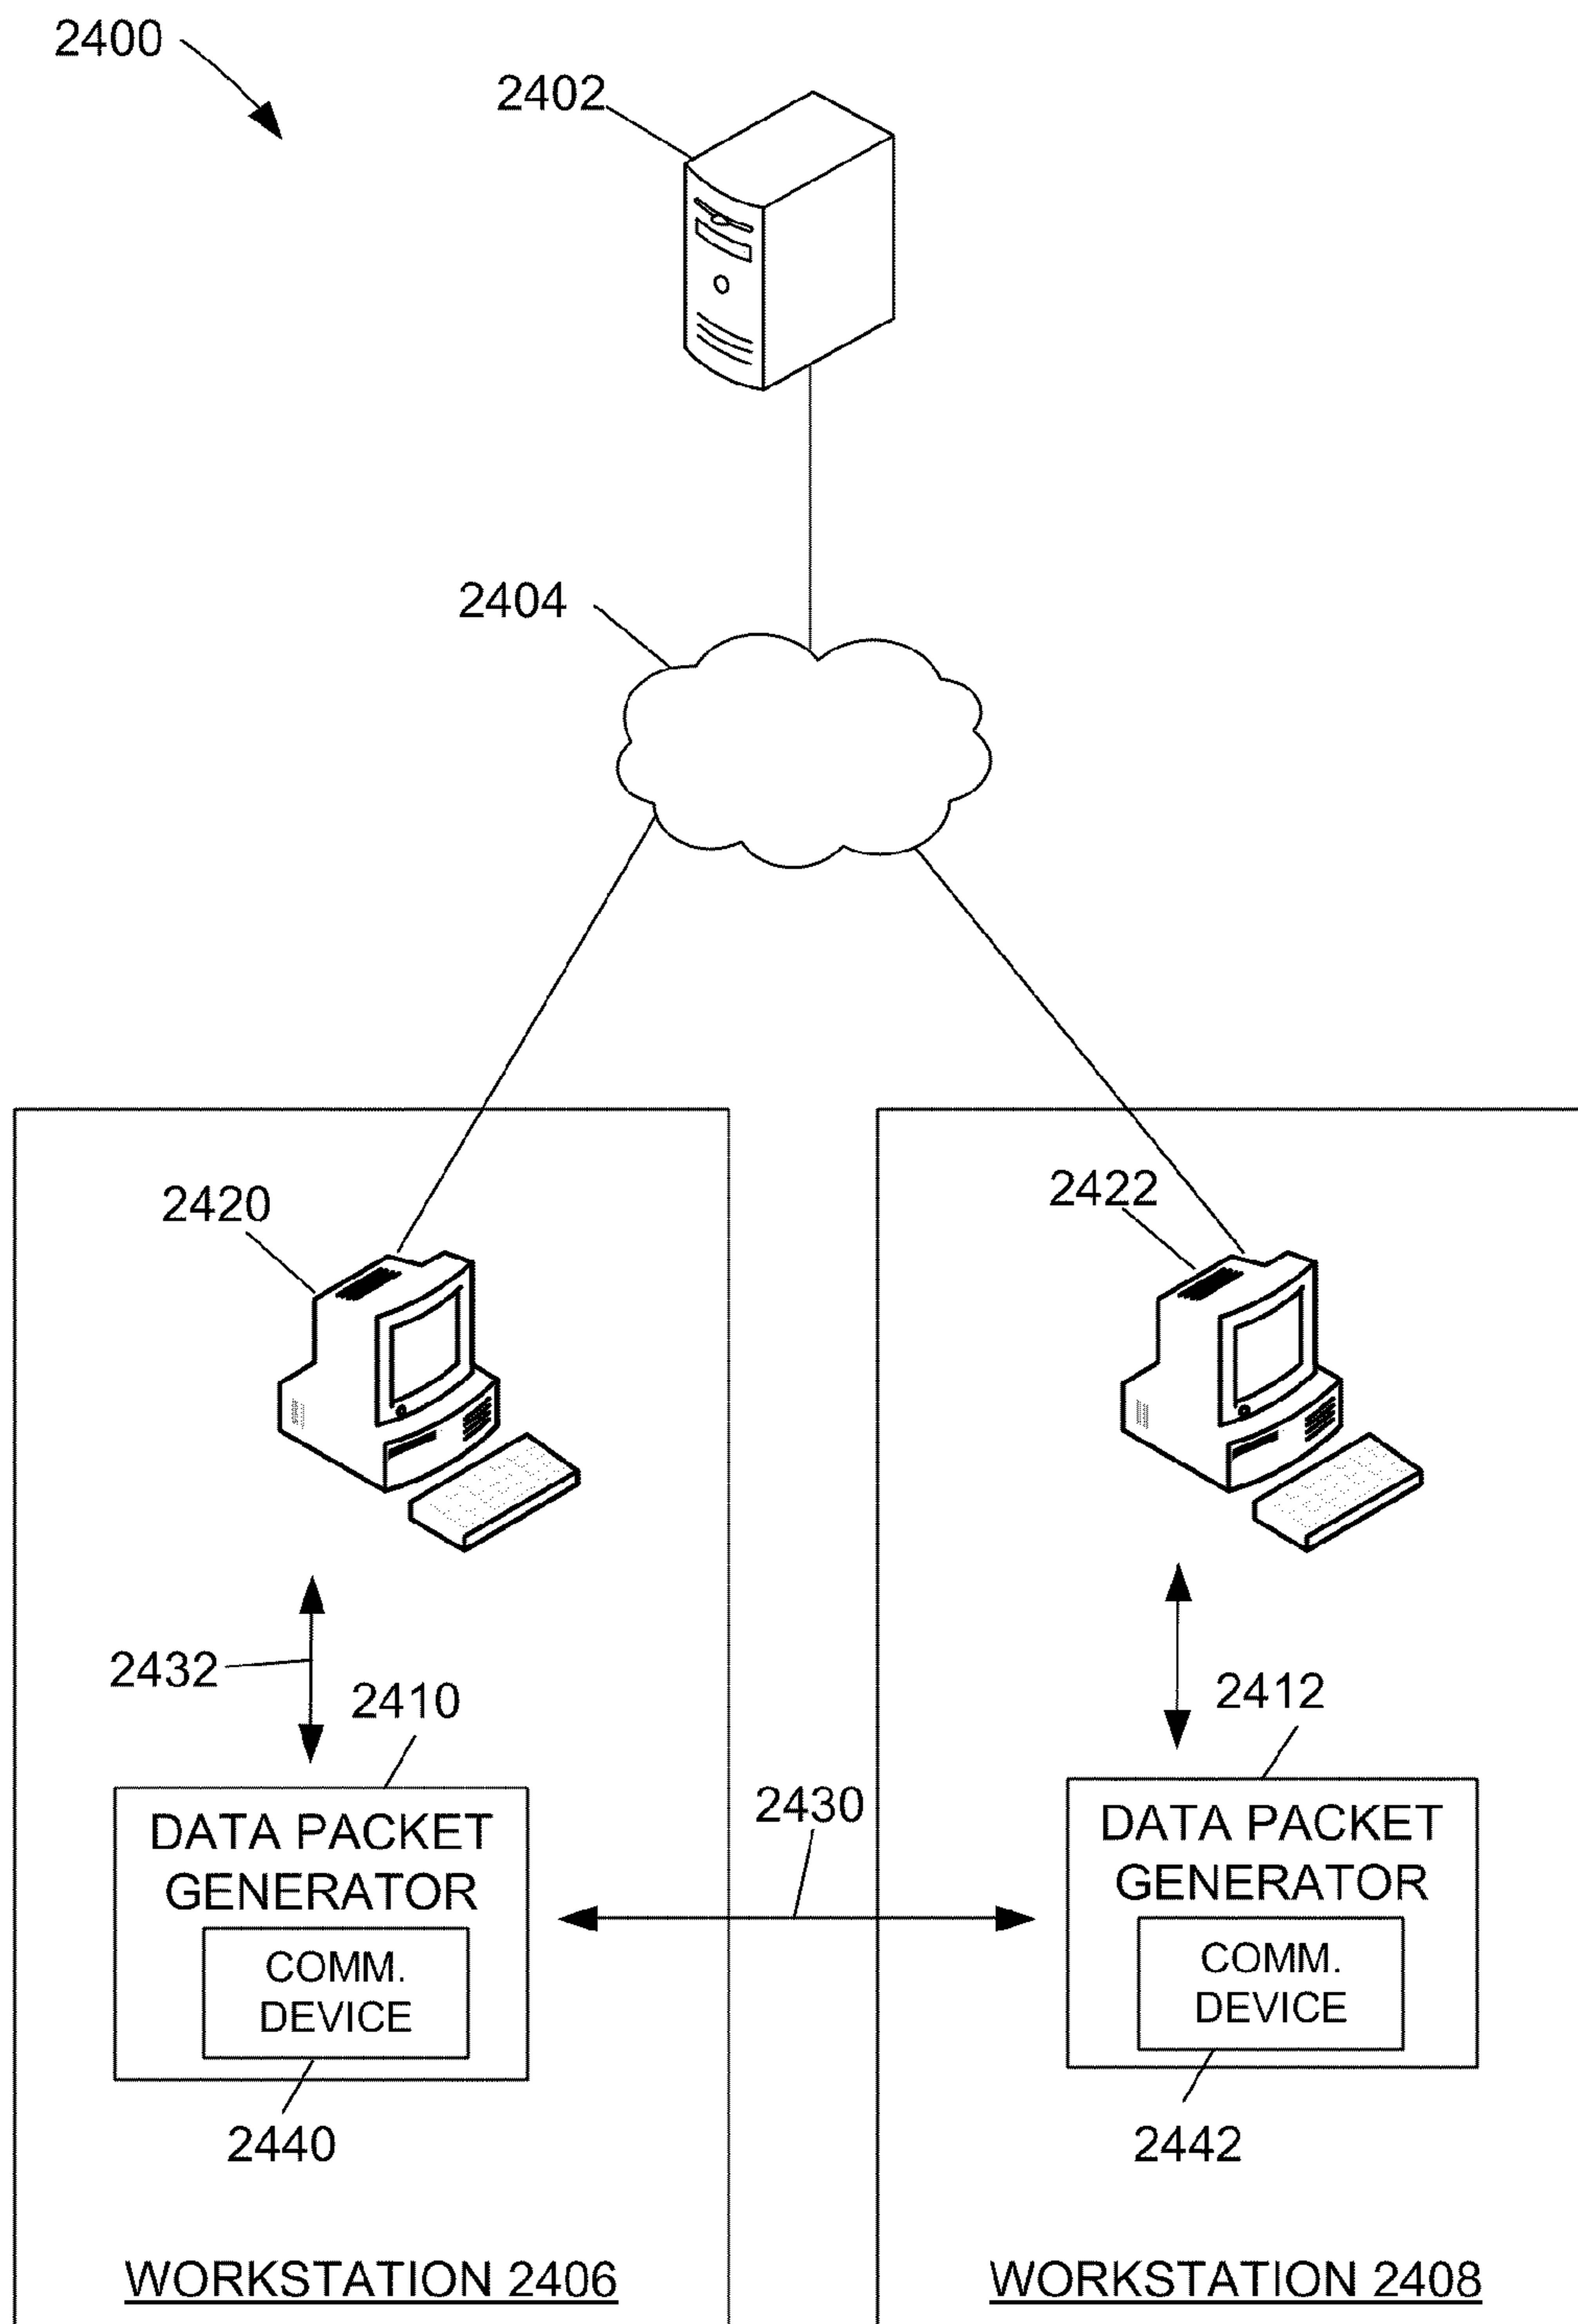 2400
2402
2404
2420
2422
2432
2410
2412
DATA PACKET
GENERATOR
COMM.
DEVICE
2430
DATA PACKET
GENERATOR
COMM.
DEVICE
2440
2442
WORKSTATION 2406
WORKSTATION 2408